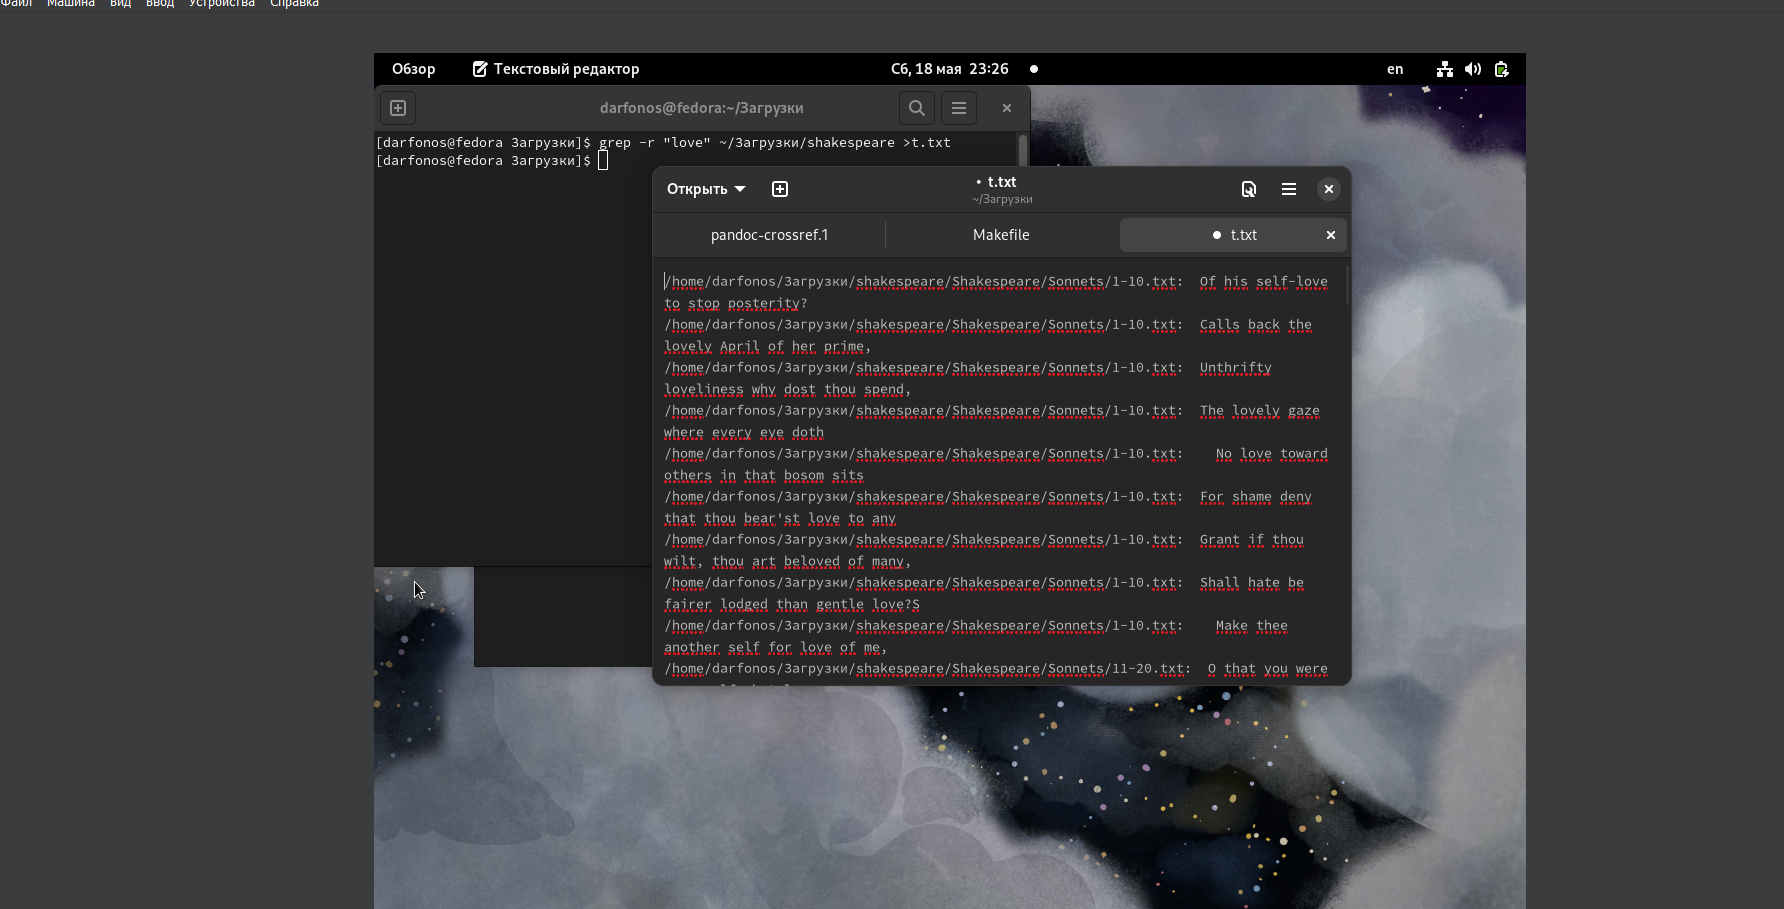 Файл Машина Вид Ввод Устройства Справка
Обзор Текстовый редактор Сб, 18 мая 23:26 en
darfonos@fedora:~/Загрузки
[darfonos@fedora Загрузки]$ grep -r "love" ~/Загрузки/shakespeare >t.txt
[darfonos@fedora Загрузки]$
Открыть • t.txt
~/Загрузки
pandoc-crossref.1 Makefile ● t.txt
/home/darfonos/Загрузки/shakespeare/Shakespeare/Sonnets/1-10.txt:  Of his self-love
to stop posterity?
/home/darfonos/Загрузки/shakespeare/Shakespeare/Sonnets/1-10.txt:  Calls back the
lovely April of her prime,
/home/darfonos/Загрузки/shakespeare/Shakespeare/Sonnets/1-10.txt:  Unthrifty
loveliness why dost thou spend,
/home/darfonos/Загрузки/shakespeare/Shakespeare/Sonnets/1-10.txt:  The lovely gaze
where every eye doth
/home/darfonos/Загрузки/shakespeare/Shakespeare/Sonnets/1-10.txt:    No love toward
others in that bosom sits
/home/darfonos/Загрузки/shakespeare/Shakespeare/Sonnets/1-10.txt:  For shame deny
that thou bear'st love to any
/home/darfonos/Загрузки/shakespeare/Shakespeare/Sonnets/1-10.txt:  Grant if thou
wilt, thou art beloved of many,
/home/darfonos/Загрузки/shakespeare/Shakespeare/Sonnets/1-10.txt:  Shall hate be
fairer lodged than gentle love?S
/home/darfonos/Загрузки/shakespeare/Shakespeare/Sonnets/1-10.txt:    Make thee
another self for love of me,
/home/darfonos/Загрузки/shakespeare/Shakespeare/Sonnets/11-20.txt:  O that you were